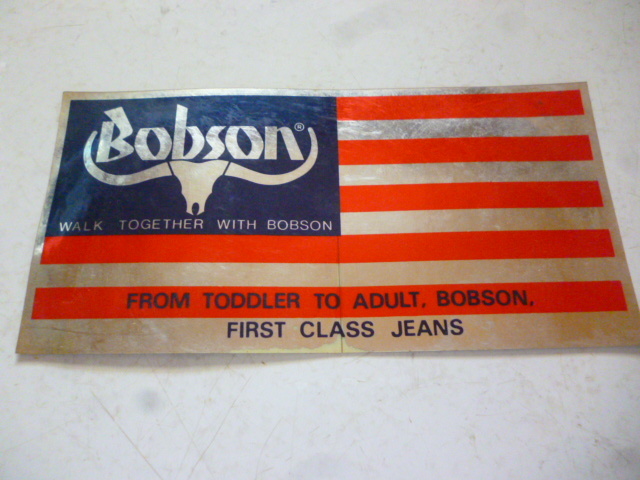 Bobson®
WALK TOGETHER WITH BOBSON
FROM TODDLER TO ADULT, BOBSON,
FIRST CLASS JEANS